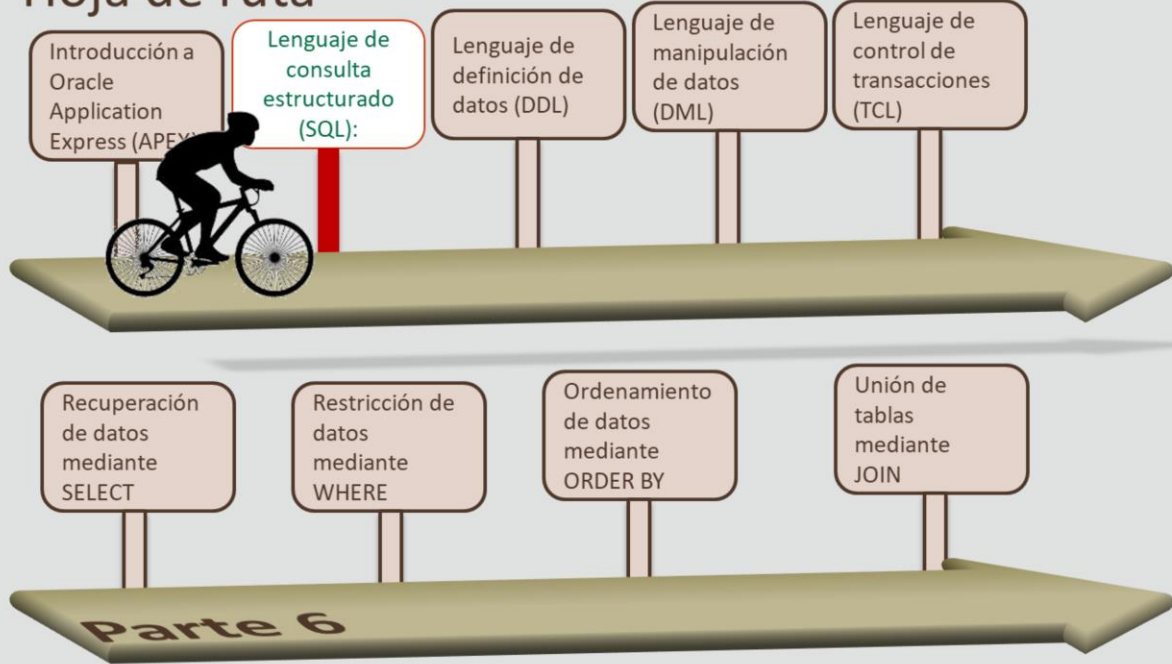 Hoja de ruta
Introducción a
Oracle
Application
Express (APEX)
Lenguaje de
consulta
estructurado
(SQL):
Lenguaje de
definición de
datos (DDL)
Lenguaje de
manipulación
de datos
(DML)
Lenguaje de
control de
transacciones
(TCL)
Recuperación
de datos
mediante
SELECT
Restricción de
datos
mediante
WHERE
Ordenamiento
de datos
mediante
ORDER BY
Unión de
tablas
mediante
JOIN
Parte 6